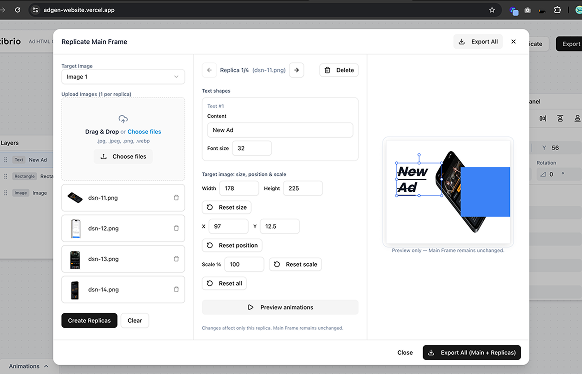 adgen-website.vercel.app
tibrio
Ad HTML
Export
Replicate Main Frame
Export All
Target image
Image 1
Upload images (1 per replica)
Drag & Drop or Choose files
.jpg, .jpeg, .png, .webp
Choose files
dsn-11.png
dsn-12.png
dsn-13.png
dsn-14.png
Create Replicas
Clear
Replica 1/4 (dsn-11.png)
Delete
Text shapes
Text #1
Content
New Ad
Font size
32
Target image: size, position & scale
Width
178
Height
225
Reset size
X
97
Y
12.5
Reset position
Scale %
100
Reset scale
Reset all
Preview animations
Changes affect only this replica. Main Frame remains unchanged.
New
Ad
Preview only — Main Frame remains unchanged.
Close
Export All (Main + Replicas)
Layers
Text
New Ad
Rectangle
Image
Image
Animations
Y
56
Rotation
0
°